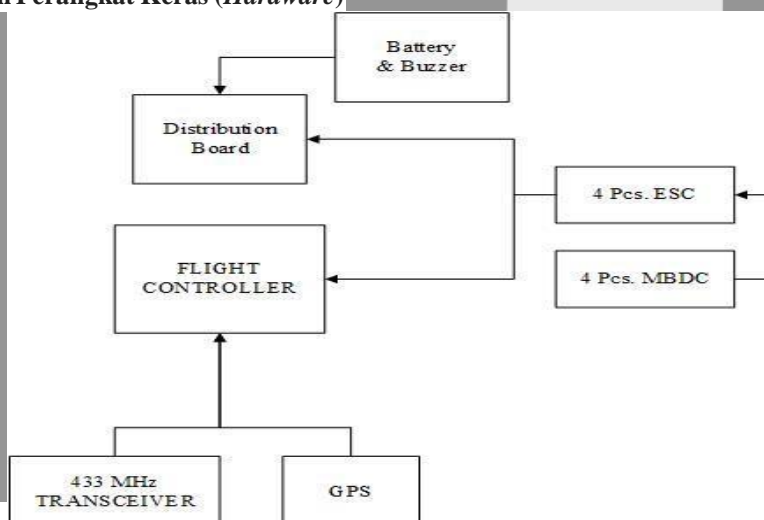 Perangkat Keras (Hardware)
Battery
& Buzzer
Distribution
Board
4 Pcs. ESC
FLIGHT
CONTROLLER
4 Pcs. MBDC
433 MHz
TRANSCEIVER
GPS